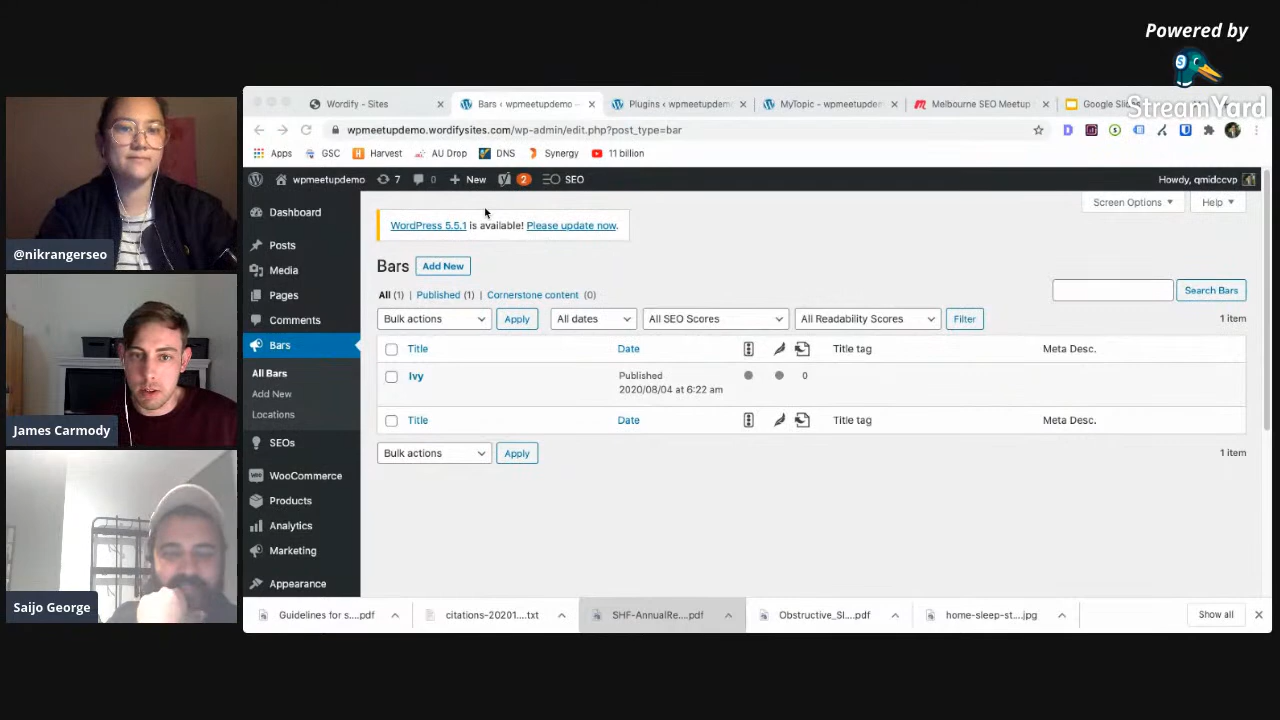 Powered by
StreamYard
@nikrangerseo
James Carmody
Saijo George
Wordify - Sites
Bars ‹ wpmeetupdemo —
Plugins ‹ wpmeetupdem
MyTopic - wpmeetupdem
Melbourne SEO Meetup
Google Sli
wpmeetupdemo.wordifysites.com/wp-admin/edit.php?post_type=bar
Apps GSC Harvest AU Drop DNS Synergy 11 billion
wpmeetupdemo 7 0 New 2 SEO Howdy, qmidccvp
Screen Options Help
Dashboard
Posts
Media
Pages
Comments
Bars
All Bars
Add New
Locations
SEOs
WooCommerce
Products
Analytics
Marketing
Appearance
WordPress 5.5.1 is available! Please update now.
Bars Add New
All (1) | Published (1) | Cornerstone content (0)
Search Bars
Bulk actions Apply All dates All SEO Scores All Readability Scores Filter 1 item
Title Date Title tag Meta Desc.
Ivy Published 0
2020/08/04 at 6:22 am
Title Date Title tag Meta Desc.
Bulk actions Apply 1 item
Guidelines for s....pdf citations-20201....txt SHF-AnnualRe....pdf Obstructive_Sl....pdf home-sleep-st....jpg Show all